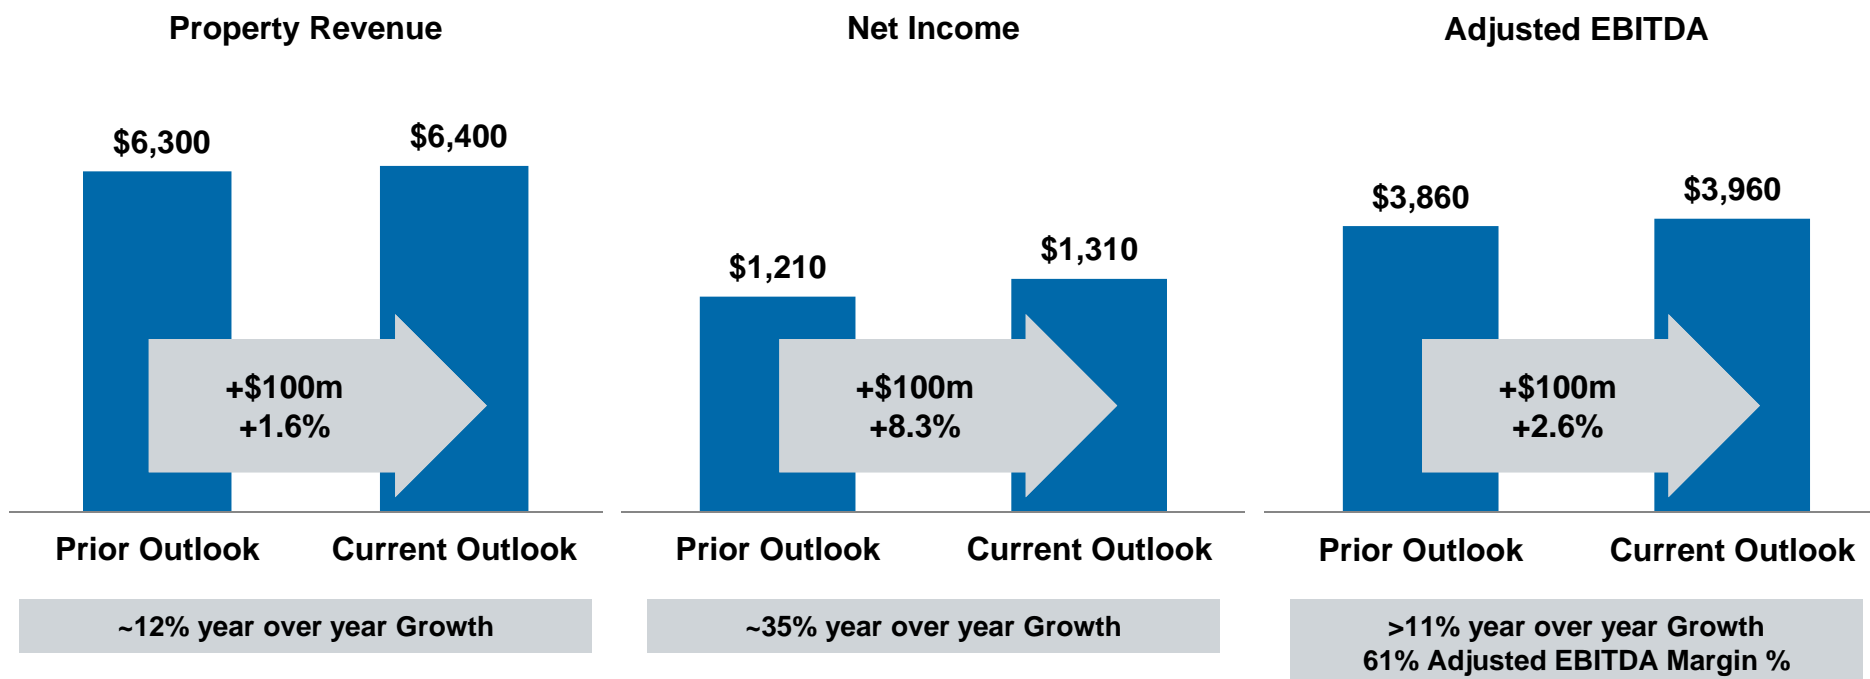 Property Revenue
$6,300
$6,400
+$100m
+1.6%
Prior Outlook
Current Outlook
~12% year over year Growth
Net Income
$1,210
$1,310
+$100m
+8.3%
Prior Outlook
Current Outlook
~35% year over year Growth
Adjusted EBITDA
$3,860
$3,960
+$100m
+2.6%
Prior Outlook
Current Outlook
>11% year over year Growth
61% Adjusted EBITDA Margin %